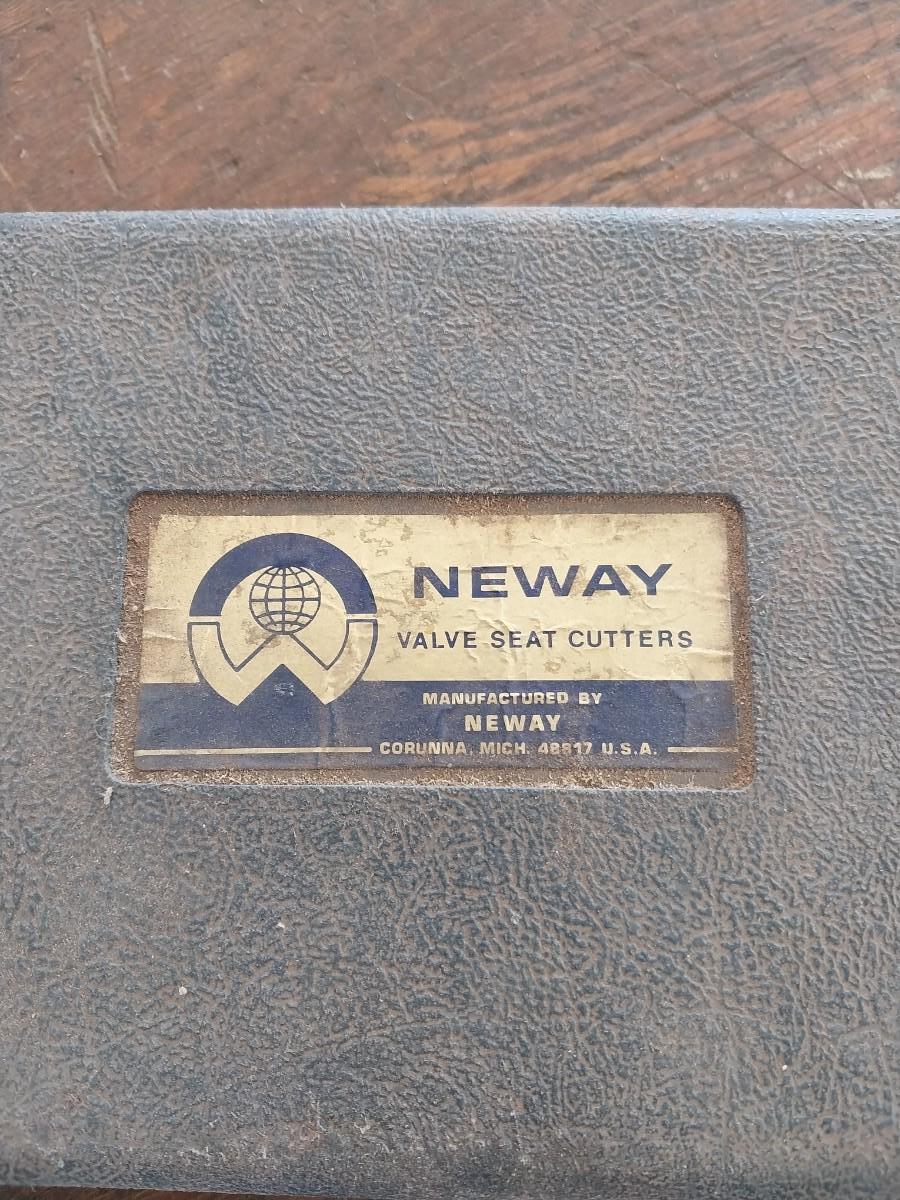 NEWAY
VALVE SEAT CUTTERS
MANUFACTURED BY
NEWAY
CORUNNA, MICH. 48817 U.S.A.